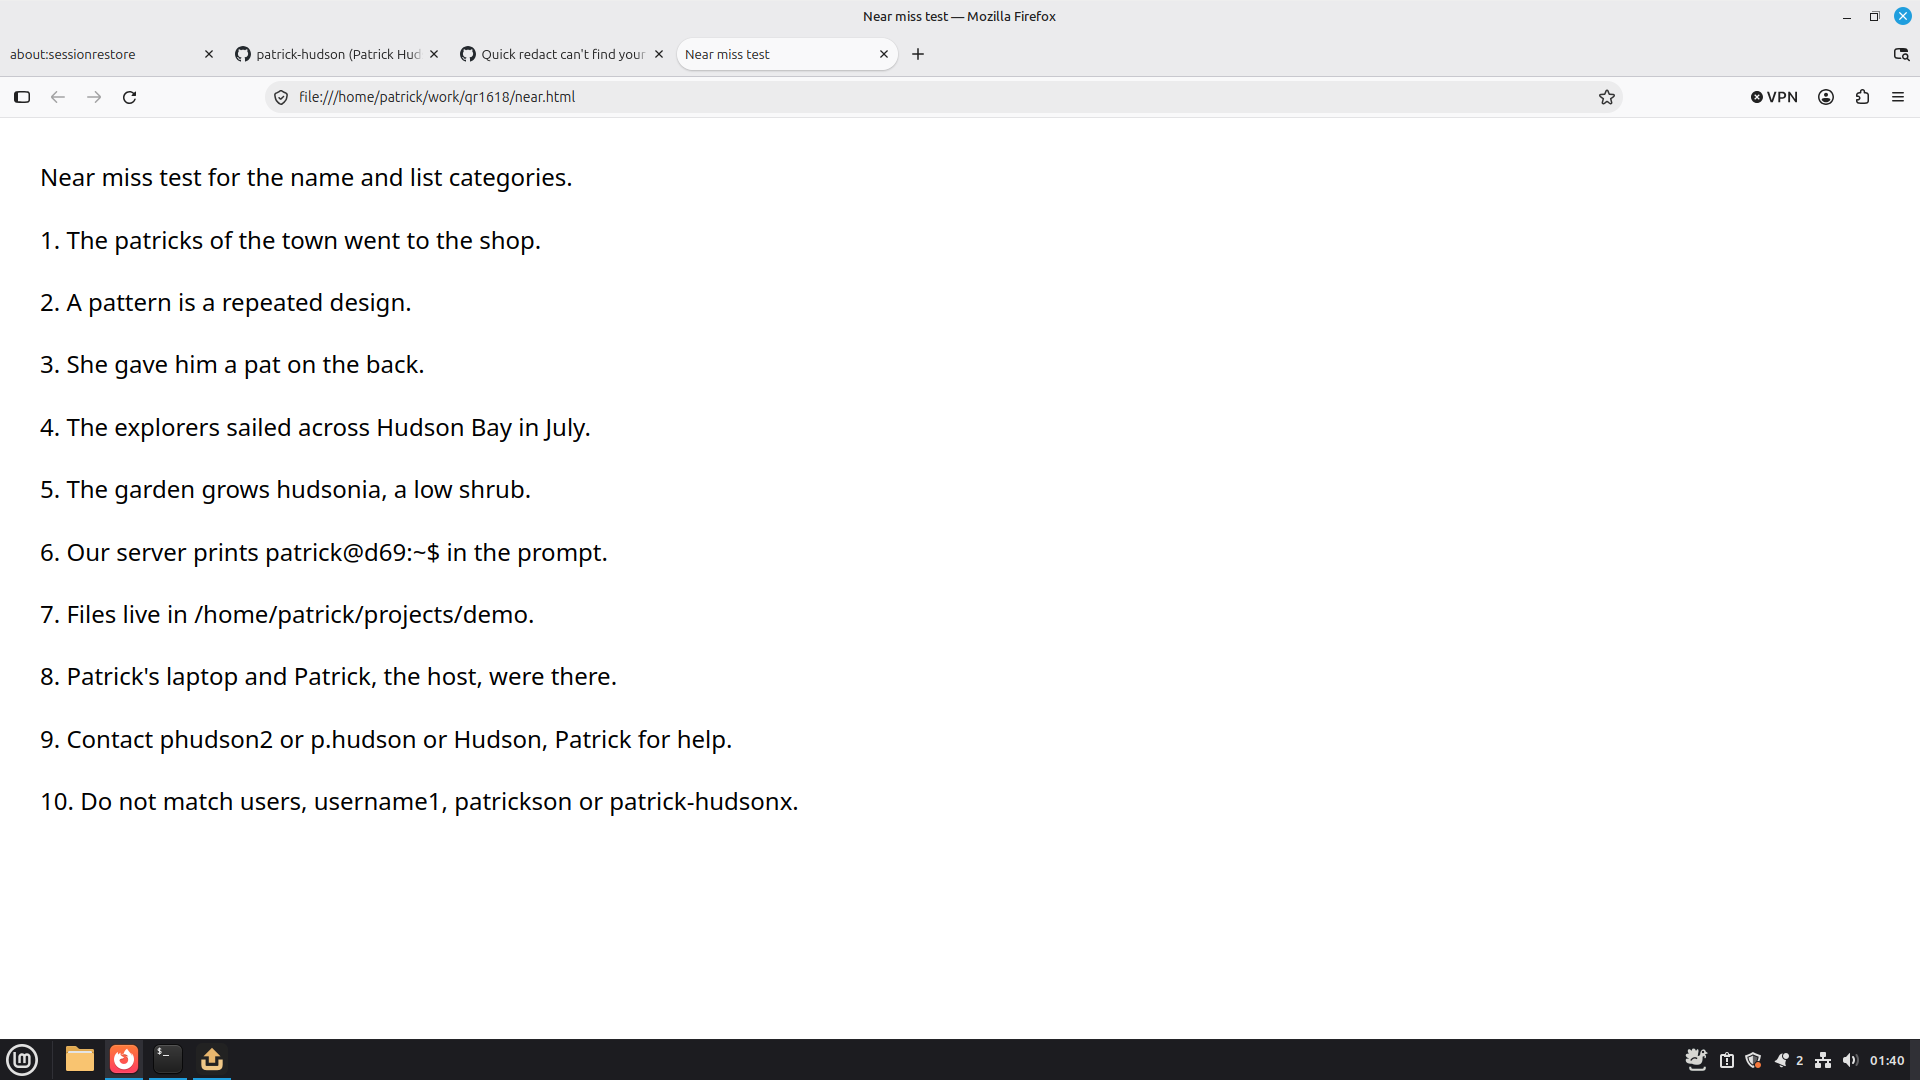 Near miss test — Mozilla Firefox
about:sessionrestore
patrick-hudson (Patrick Hud
Quick redact can't find your
Near miss test
file:///home/patrick/work/qr1618/near.html
VPN
Near miss test for the name and list categories.
1. The patricks of the town went to the shop.
2. A pattern is a repeated design.
3. She gave him a pat on the back.
4. The explorers sailed across Hudson Bay in July.
5. The garden grows hudsonia, a low shrub.
6. Our server prints patrick@d69:~$ in the prompt.
7. Files live in /home/patrick/projects/demo.
8. Patrick's laptop and Patrick, the host, were there.
9. Contact phudson2 or p.hudson or Hudson, Patrick for help.
10. Do not match users, username1, patrickson or patrick-hudsonx.
2
01:40